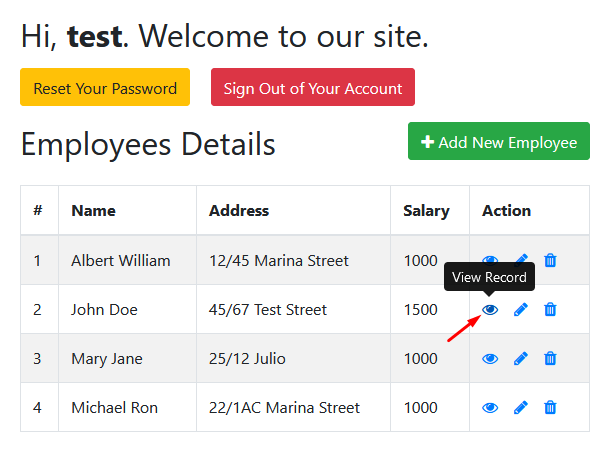 Hi, test. Welcome to our site.
Reset Your Password Sign Out of Your Account
Employees Details Add New Employee
# Name Address Salary Action
1 Albert William 12/45 Marina Street 1000
View Record
2 John Doe 45/67 Test Street 1500
3 Mary Jane 25/12 Julio 1000
4 Michael Ron 22/1AC Marina Street 1000